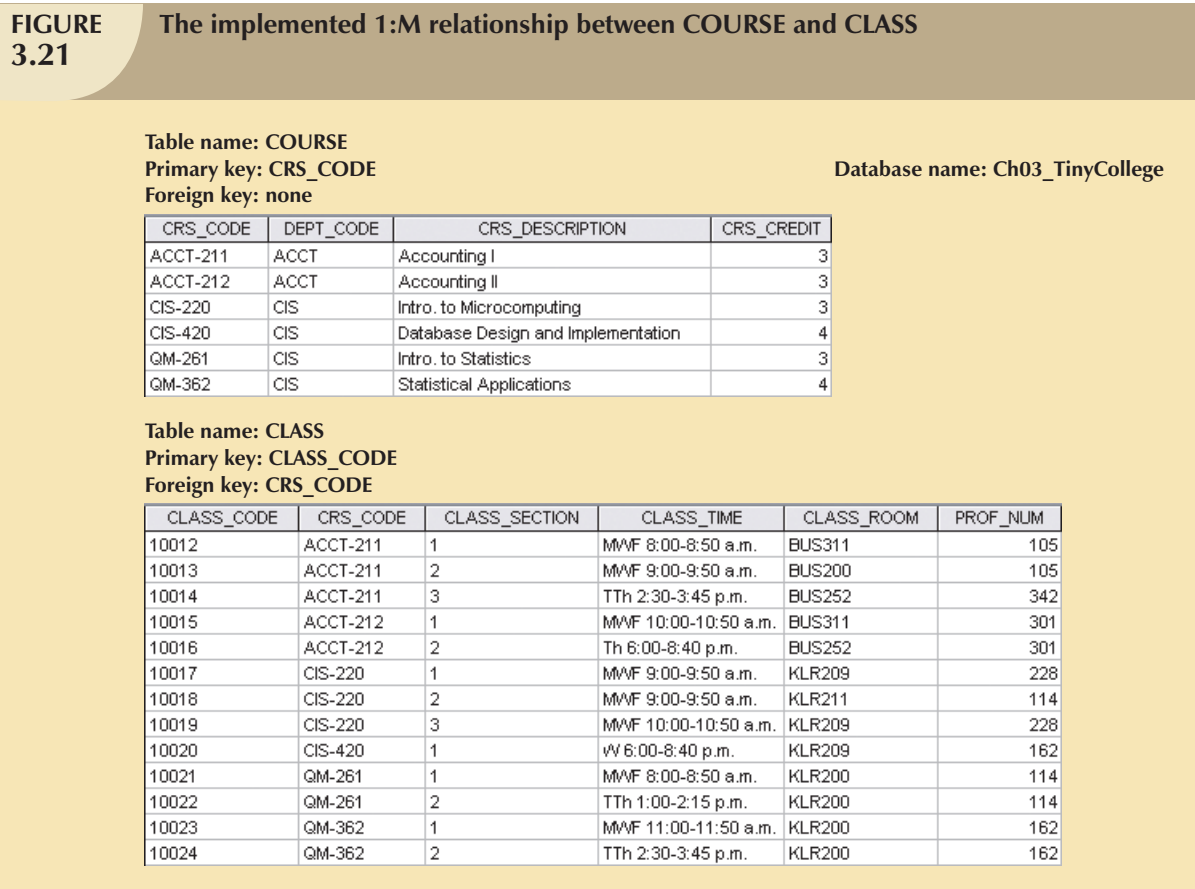 FIGURE 3.21
The implemented 1:M relationship between COURSE and CLASS
Table name: COURSE
Primary key: CRS_CODE
Database name: Ch03_TinyCollege
Foreign key: none
CRS_CODE DEPT_CODE CRS_DESCRIPTION CRS_CREDIT
ACCT-211 ACCT Accounting I 3
ACCT-212 ACCT Accounting II 3
CIS-220 CIS Intro. to Microcomputing 3
CIS-420 CIS Database Design and Implementation 4
QM-261 CIS Intro. to Statistics 3
QM-362 CIS Statistical Applications 4
Table name: CLASS
Primary key: CLASS_CODE
Foreign key: CRS_CODE
CLASS_CODE CRS_CODE CLASS_SECTION CLASS_TIME CLASS_ROOM PROF_NUM
10012 ACCT-211 1 MWF 8:00-8:50 a.m. BUS311 105
10013 ACCT-211 2 MWF 9:00-9:50 a.m. BUS200 105
10014 ACCT-211 3 TTh 2:30-3:45 p.m. BUS252 342
10015 ACCT-212 1 MWF 10:00-10:50 a.m. BUS311 301
10016 ACCT-212 2 Th 6:00-8:40 p.m. BUS252 301
10017 CIS-220 1 MWF 9:00-9:50 a.m. KLR209 228
10018 CIS-220 2 MWF 9:00-9:50 a.m. KLR211 114
10019 CIS-220 3 MWF 10:00-10:50 a.m. KLR209 228
10020 CIS-420 1 W 6:00-8:40 p.m. KLR209 162
10021 QM-261 1 MWF 8:00-8:50 a.m. KLR200 114
10022 QM-261 2 TTh 1:00-2:15 p.m. KLR200 114
10023 QM-362 1 MWF 11:00-11:50 a.m. KLR200 162
10024 QM-362 2 TTh 2:30-3:45 p.m. KLR200 162